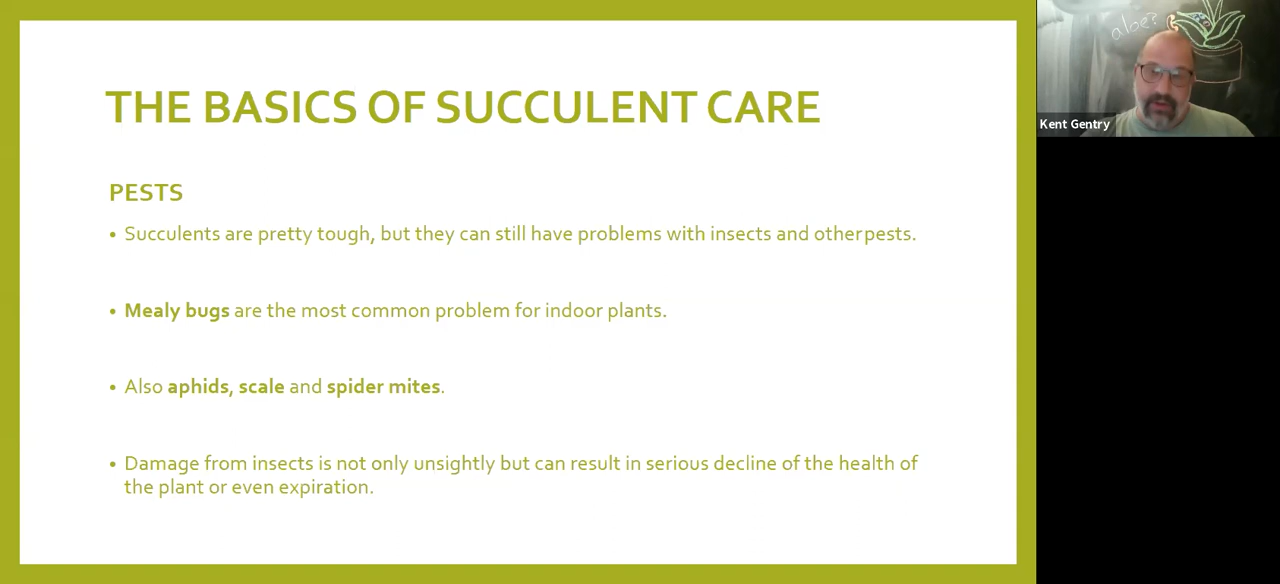 THE BASICS OF SUCCULENT CARE
PESTS
• Succulents are pretty tough, but they can still have problems with insects and other pests.
• Mealy bugs are the most common problem for indoor plants.
• Also aphids, scale and spider mites.
• Damage from insects is not only unsightly but can result in serious decline of the health of
the plant or even expiration.
aloe?
Kent Gentry